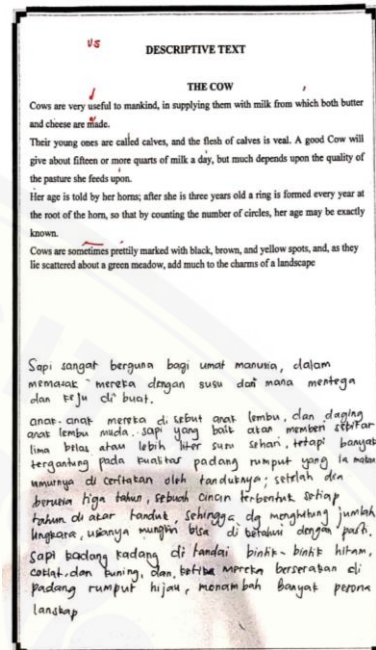 VS
DESCRIPTIVE TEXT
THE COW
Cows are very useful to mankind, in supplying them with milk from which both butter
and cheese are made.
Their young ones are called calves, and the flesh of calves is veal. A good Cow will
give about fifteen or more quarts of milk a day, but much depends upon the quality of
the pasture she feeds upon.
Her age is told by her horns; after she is three years old a ring is formed every year at
the root of the horn, so that by counting the number of circles, her age may be exactly
known.
Cows are sometimes prettily marked with black, brown, and yellow spots, and, as they
lie scattered about a green meadow, add much to the charms of a landscape
Sapi sangat berguna bagi umat manusia, dalam
memasak mereka dengan susu dari mana mentega
dan keju di buat.
anak-anak mereka di sebut anak lembu, dan daging
anak lembu muda. sapi yang baik akan memberi sekitar
lima belas atau lebih liter susu sehari, tetapi banyak
tergantung pada kualitas padang rumput yang ia makan
umurnya di ceritakan oleh tanduknya; setelah dia
berusia tiga tahun, sebuah cincin terbentuk setiap
tahun di akar tanduk, sehingga dg menghitung jumlah
lingkara, usianya mungkin bisa di ketahui dengan pasti.
Sapi kadang kadang di tandai bintik-bintik hitam,
coklat, dan kuning, dan, ketika mereka berserakan di
padang rumput hijau, menambah banyak pesona
lanskap